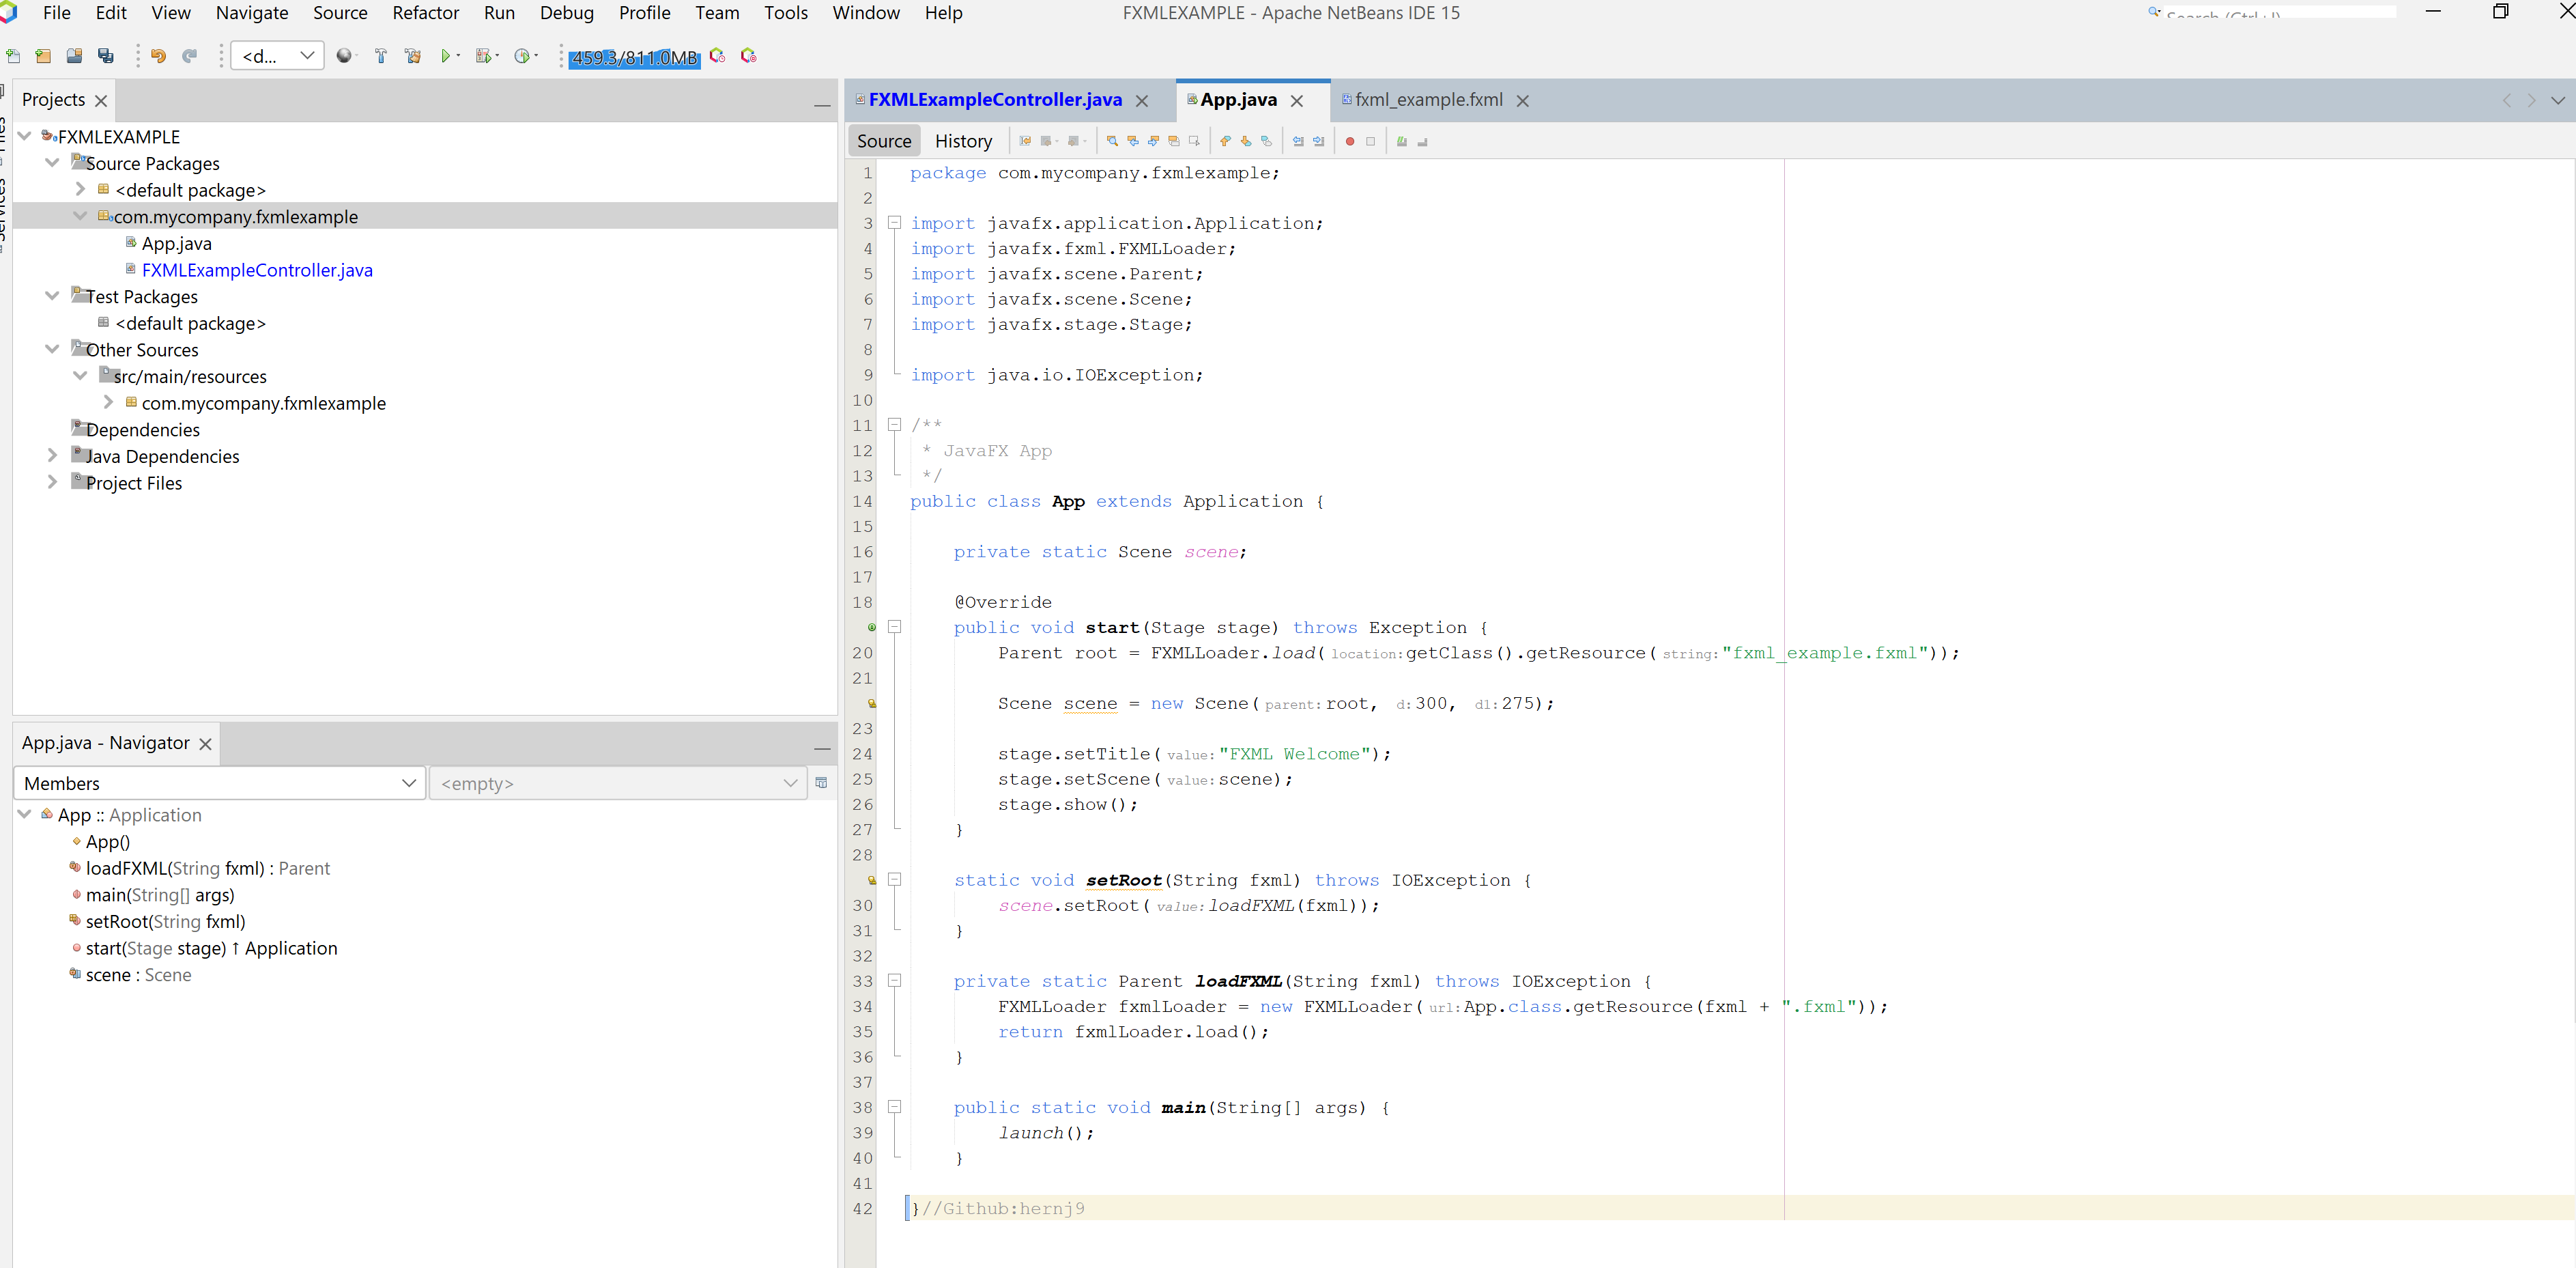 File Edit View Navigate Source Refactor Run Debug Profile Team Tools Window Help
FXMLEXAMPLE - Apache NetBeans IDE 15
Search (Ctrl+I)
<d...
459.3/811.0MB
Projects
FXMLEXAMPLE
Source Packages
<default package>
com.mycompany.fxmlexample
App.java
FXMLExampleController.java
Test Packages
<default package>
Other Sources
src/main/resources
com.mycompany.fxmlexample
Dependencies
Java Dependencies
Project Files
App.java - Navigator
Members <empty>
App :: Application
App()
loadFXML(String fxml) : Parent
main(String[] args)
setRoot(String fxml)
start(Stage stage) ↑ Application
scene : Scene
FXMLExampleController.java App.java fxml_example.fxml
Source History
1 package com.mycompany.fxmlexample;
2
3 import javafx.application.Application;
4 import javafx.fxml.FXMLLoader;
5 import javafx.scene.Parent;
6 import javafx.scene.Scene;
7 import javafx.stage.Stage;
8
9 import java.io.IOException;
10
11 /**
12 * JavaFX App
13 */
14 public class App extends Application {
15
16 private static Scene scene;
17
18 @Override
public void start(Stage stage) throws Exception {
20 Parent root = FXMLLoader.load( location: getClass().getResource( string: "fxml_example.fxml"));
21
Scene scene = new Scene( parent: root, d: 300, d1: 275);
23
24 stage.setTitle( value: "FXML Welcome");
25 stage.setScene( value: scene);
26 stage.show();
27 }
28
static void setRoot(String fxml) throws IOException {
30 scene.setRoot( value: loadFXML(fxml));
31 }
32
33 private static Parent loadFXML(String fxml) throws IOException {
34 FXMLLoader fxmlLoader = new FXMLLoader( url: App.class.getResource(fxml + ".fxml"));
35 return fxmlLoader.load();
36 }
37
38 public static void main(String[] args) {
39 launch();
40 }
41
42 }//Github:hernj9